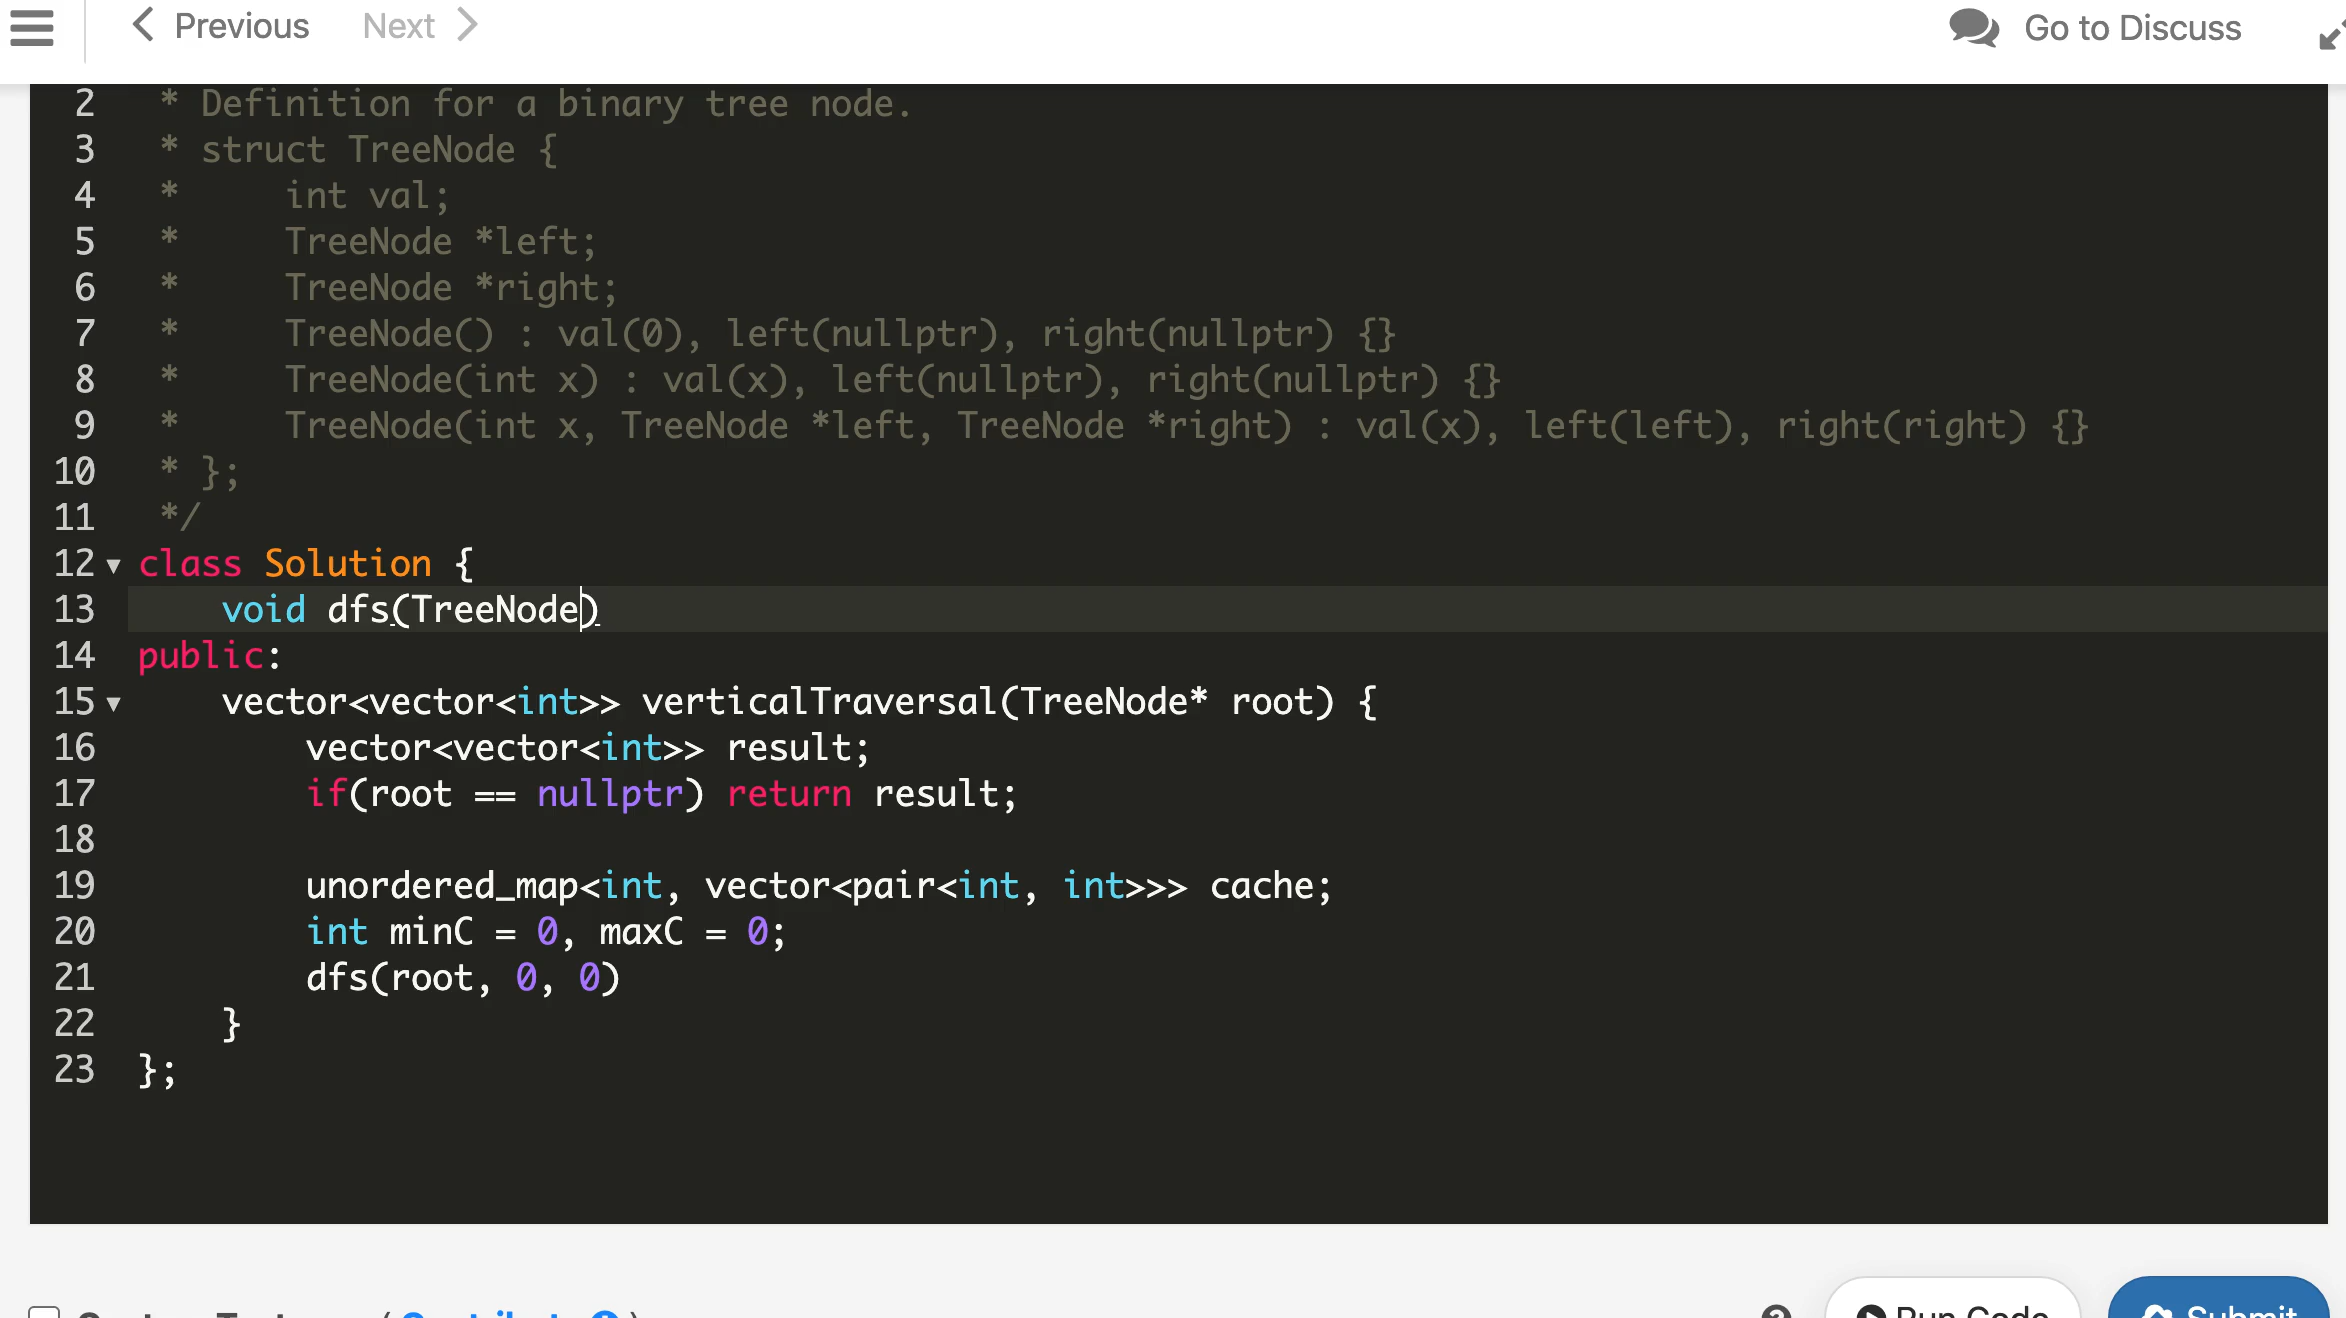 Previous Next Go to Discuss
2 * Definition for a binary tree node.
3 * struct TreeNode {
4 *     int val;
5 *     TreeNode *left;
6 *     TreeNode *right;
7 *     TreeNode() : val(0), left(nullptr), right(nullptr) {}
8 *     TreeNode(int x) : val(x), left(nullptr), right(nullptr) {}
9 *     TreeNode(int x, TreeNode *left, TreeNode *right) : val(x), left(left), right(right) {}
10 * };
11 */
12 class Solution {
13     void dfs(TreeNode)
14 public:
15     vector<vector<int>> verticalTraversal(TreeNode* root) {
16         vector<vector<int>> result;
17         if(root == nullptr) return result;
18
19         unordered_map<int, vector<pair<int, int>>> cache;
20         int minC = 0, maxC = 0;
21         dfs(root, 0, 0)
22     }
23 };
Run Code Submit